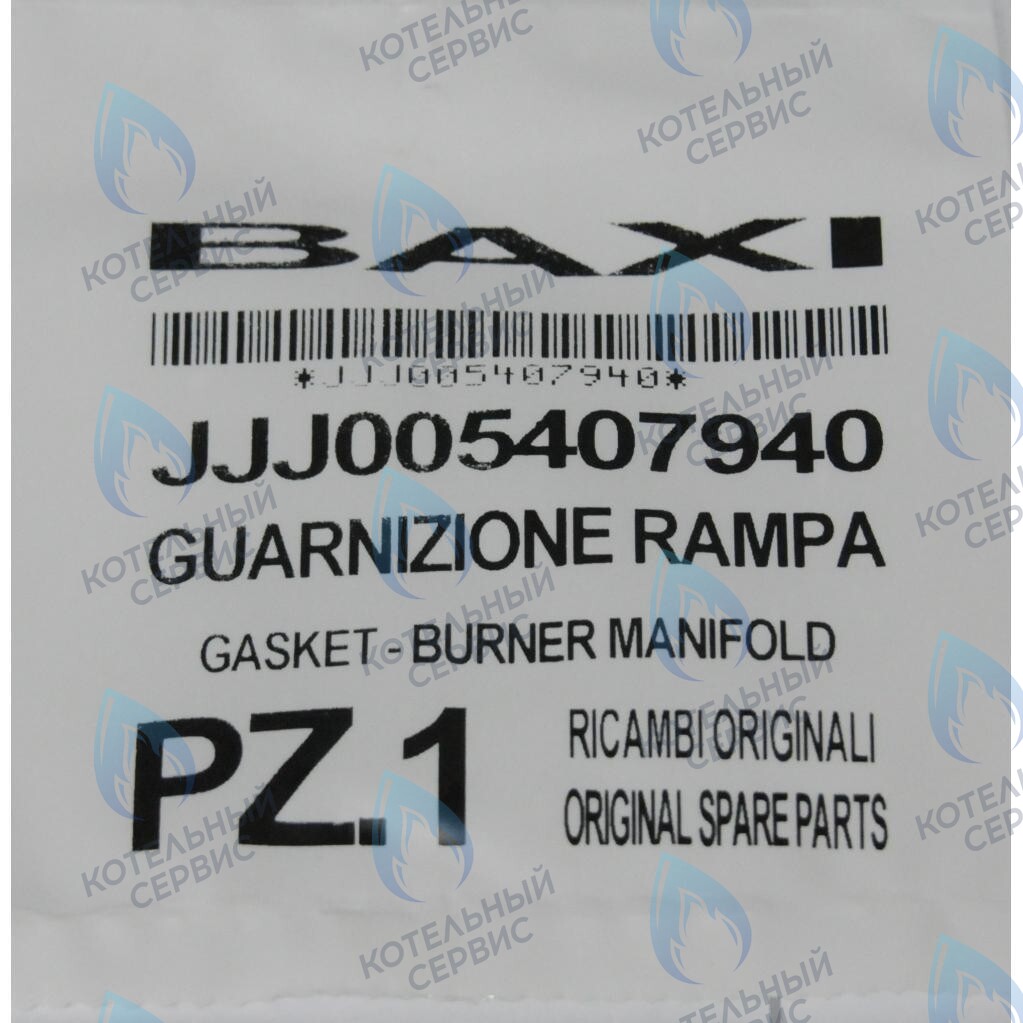 BAXI
*JJJ005407940*
JJJ005407940
GUARNIZIONE RAMPA
GASKET - BURNER MANIFOLD
PZ.1
RICAMBI ORIGINALI
ORIGINAL SPARE PARTS
КОТЕЛЬНЫЙ
СЕРВИС